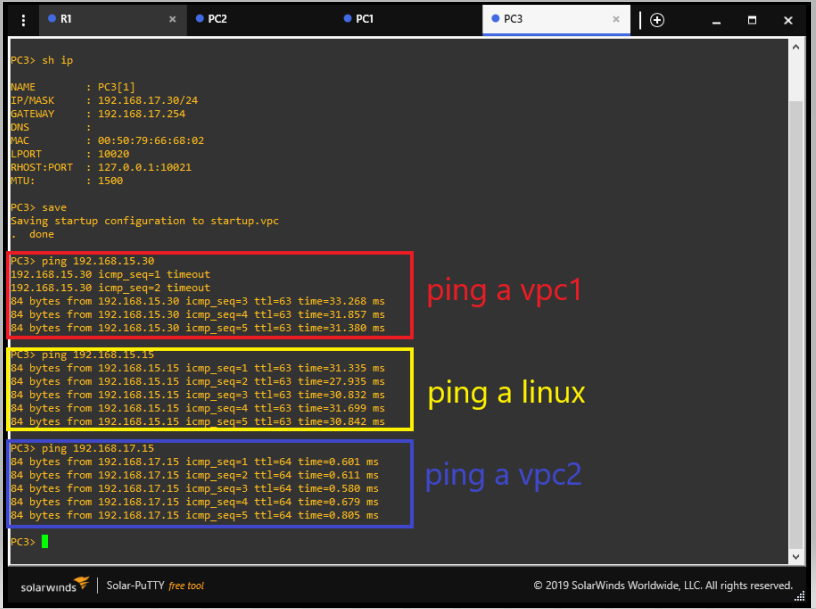 R1 × PC2 PC1 PC3 ×
PC3> sh ip
NAME : PC3[1]
IP/MASK : 192.168.17.30/24
GATEWAY : 192.168.17.254
DNS :
MAC : 00:50:79:66:68:02
LPORT : 10020
RHOST:PORT : 127.0.0.1:10021
MTU: : 1500
PC3> save
Saving startup configuration to startup.vpc
. done
PC3> ping 192.168.15.30
192.168.15.30 icmp_seq=1 timeout
192.168.15.30 icmp_seq=2 timeout
84 bytes from 192.168.15.30 icmp_seq=3 ttl=63 time=33.268 ms
84 bytes from 192.168.15.30 icmp_seq=4 ttl=63 time=31.857 ms
84 bytes from 192.168.15.30 icmp_seq=5 ttl=63 time=31.380 ms
ping a vpc1
PC3> ping 192.168.15.15
84 bytes from 192.168.15.15 icmp_seq=1 ttl=63 time=31.335 ms
84 bytes from 192.168.15.15 icmp_seq=2 ttl=63 time=27.935 ms
84 bytes from 192.168.15.15 icmp_seq=3 ttl=63 time=30.832 ms
84 bytes from 192.168.15.15 icmp_seq=4 ttl=63 time=31.699 ms
84 bytes from 192.168.15.15 icmp_seq=5 ttl=63 time=30.842 ms
ping a linux
PC3> ping 192.168.17.15
84 bytes from 192.168.17.15 icmp_seq=1 ttl=64 time=0.601 ms
84 bytes from 192.168.17.15 icmp_seq=2 ttl=64 time=0.611 ms
84 bytes from 192.168.17.15 icmp_seq=3 ttl=64 time=0.580 ms
84 bytes from 192.168.17.15 icmp_seq=4 ttl=64 time=0.679 ms
84 bytes from 192.168.17.15 icmp_seq=5 ttl=64 time=0.805 ms
ping a vpc2
PC3>
solarwinds | Solar-PuTTY free tool © 2019 SolarWinds Worldwide, LLC. All rights reserved.